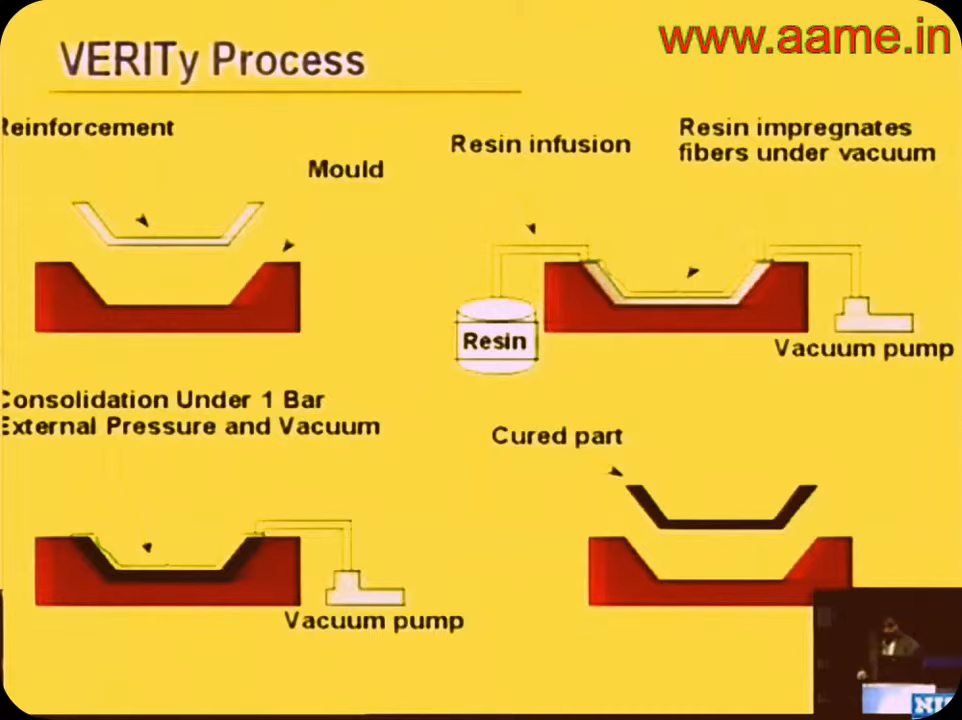 www.aame.in
VERITy Process
Reinforcement
Mould
Resin infusion
Resin impregnates
fibers under vacuum
Resin
Vacuum pump
Consolidation Under 1 Bar
External Pressure and Vacuum
Vacuum pump
Cured part